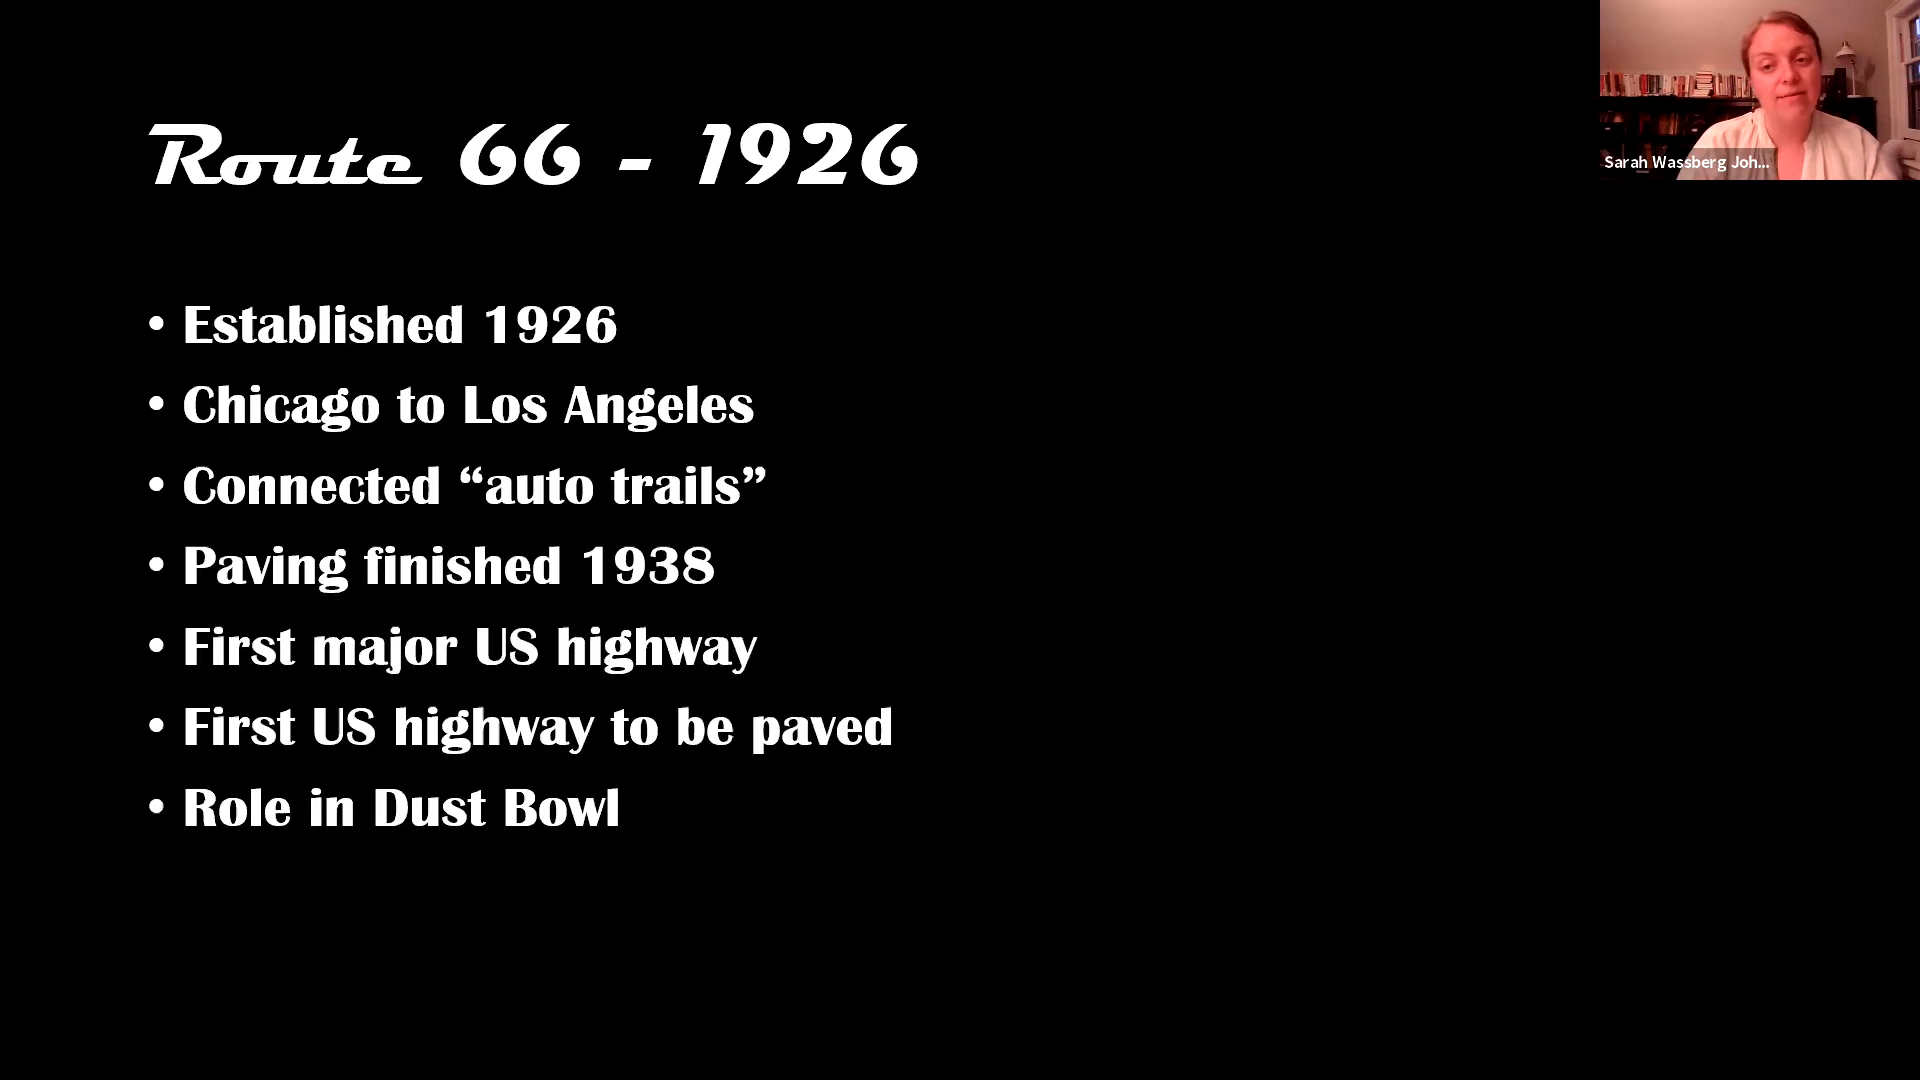 Route 66 - 1926
Sarah Wassberg Joh...
• Established 1926
• Chicago to Los Angeles
• Connected “auto trails”
• Paving finished 1938
• First major US highway
• First US highway to be paved
• Role in Dust Bowl